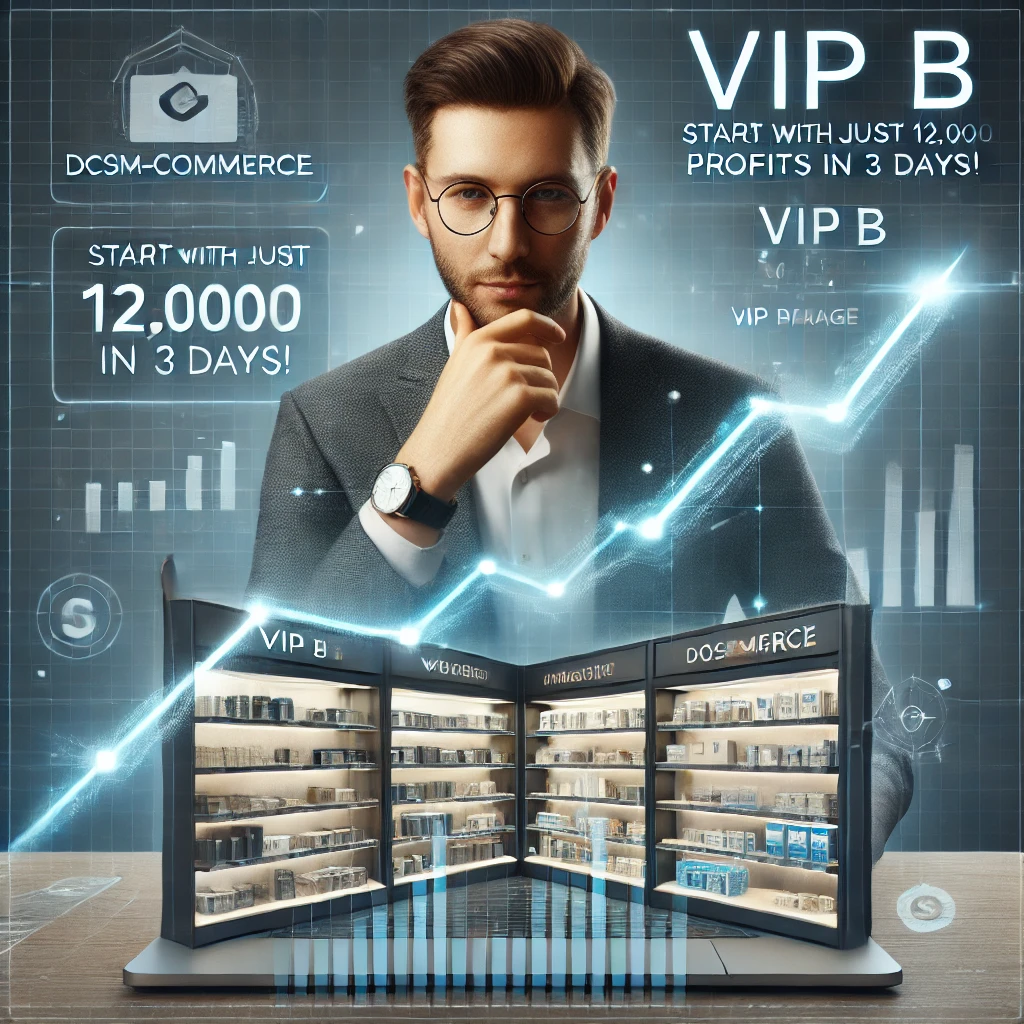 DCSM-COMMERCE
START WITH JUST
12,0000
IN 3 DAYS!
VIP B
START WITH JUST 12,000
PROFITS IN 3 DAYS!
VIP B
VIP
VIP B
S